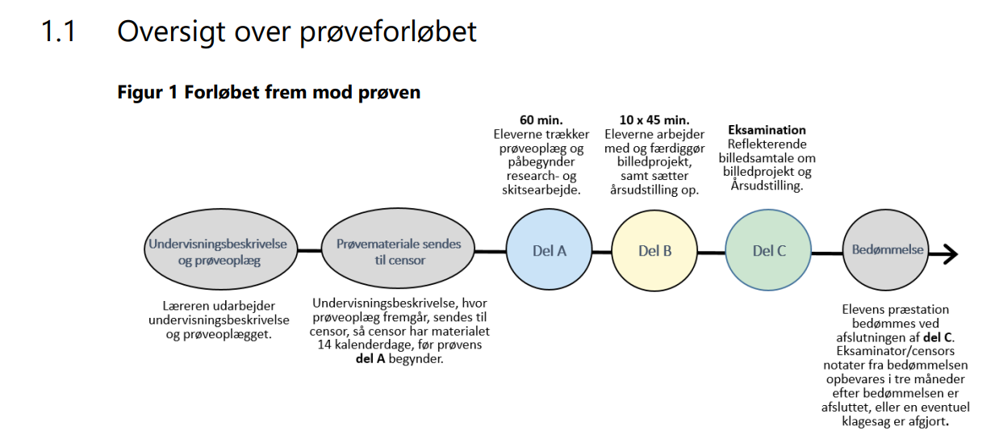 1.1 Oversigt over prøveforløbet
Figur 1 Forløbet frem mod prøven
60 min.
Eleverne trækker
prøveoplæg og
påbegynder
research- og
skitsearbejde.
10 x 45 min.
Eleverne arbejder
med og færdiggør
billedprojekt,
samt sætter
årsudstilling op.
Eksamination
Reflekterende
billedsamtale om
billedprojekt og
Årsudstilling.
Undervisningsbeskrivelse
og prøveoplæg
Prøvemateriale sendes
til censor
Del A
Del B
Del C
Bedømmelse
Læreren udarbejder
undervisningsbeskrivelse
og prøveoplægget.
Undervisningsbeskrivelse, hvor
prøveoplæg fremgår, sendes til
censor, så censor har materialet
14 kalenderdage, før prøvens
del A begynder.
Elevens præstation
bedømmes ved
afslutningen af del C.
Eksaminator/censors
notater fra bedømmelsen
opbevares i tre måneder
efter bedømmelsen er
afsluttet, eller en eventuel
klagesag er afgjort.